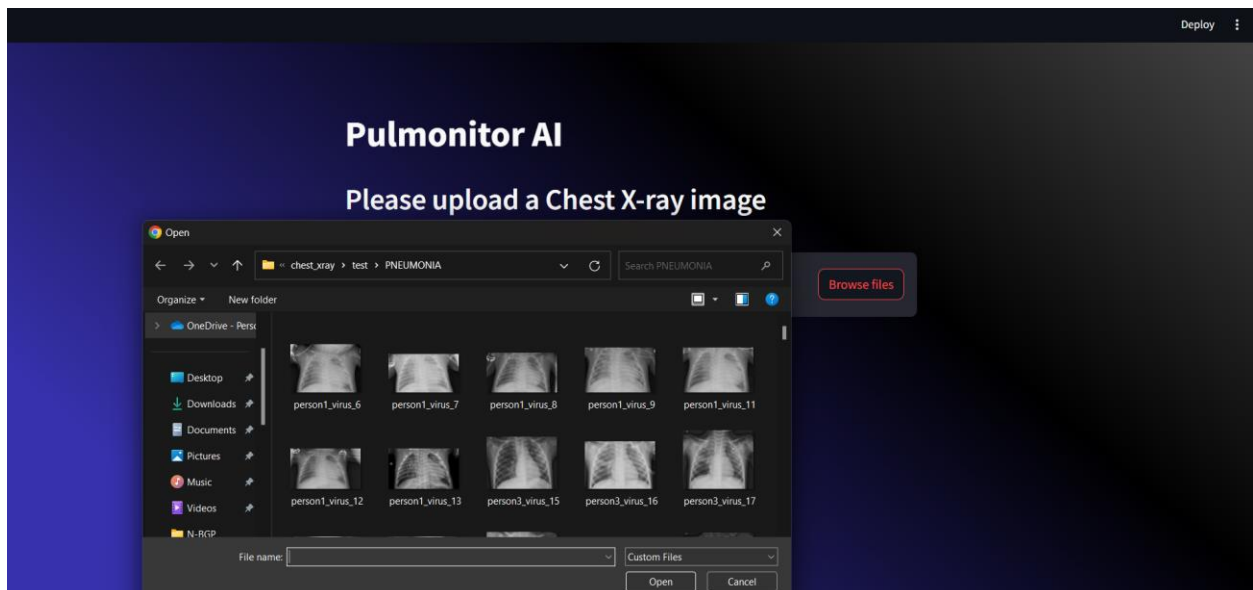 Deploy
Pulmonitor AI
Please upload a Chest X-ray image
Open
« chest_xray › test › PNEUMONIA
Search PNEUMONIA
Browse files
Organize
New folder
OneDrive - Perso
Desktop
Downloads
Documents
Pictures
Music
Videos
N-BGP
person1_virus_6 person1_virus_7 person1_virus_8 person1_virus_9 person1_virus_11
person1_virus_12 person1_virus_13 person3_virus_15 person3_virus_16 person3_virus_17
File name:
Custom Files
Open
Cancel